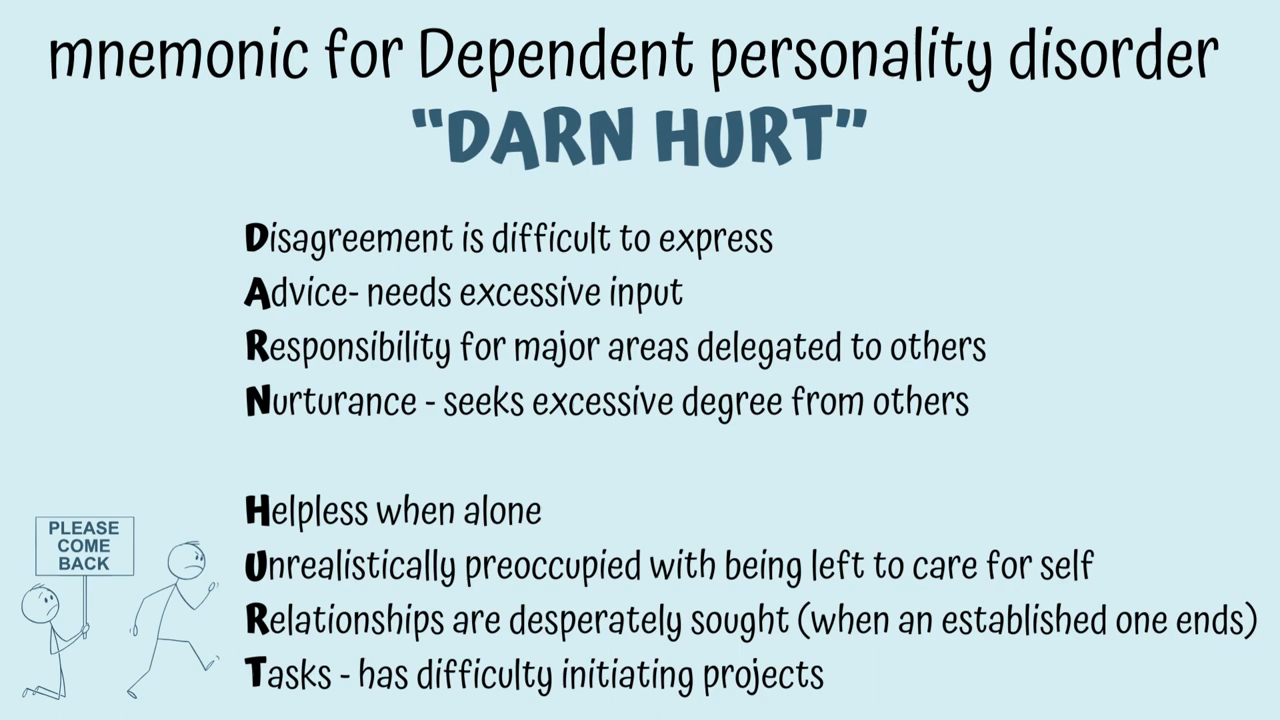 mnemonic for Dependent personality disorder
"DARN HURT"
Disagreement is difficult to express
Advice- needs excessive input
Responsibility for major areas delegated to others
Nurturance - seeks excessive degree from others
Helpless when alone
Unrealistically preoccupied with being left to care for self
Relationships are desperately sought (when an established one ends)
Tasks - has difficulty initiating projects
PLEASE
COME
BACK